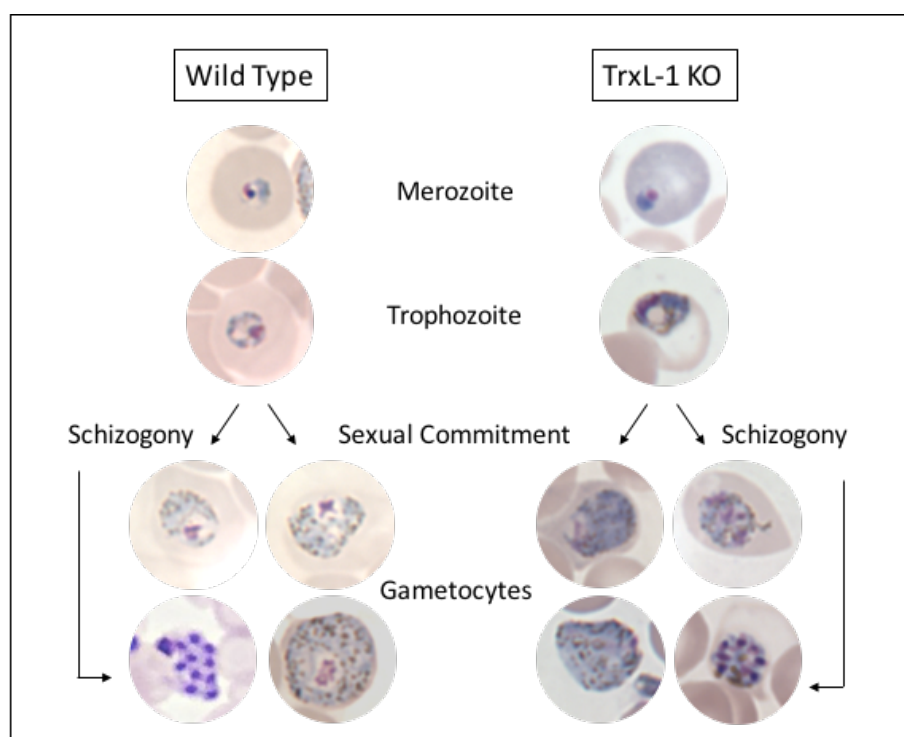 Wild Type
TrxL-1 KO
Merozoite
Trophozoite
Schizogony
Sexual Commitment
Schizogony
Gametocytes